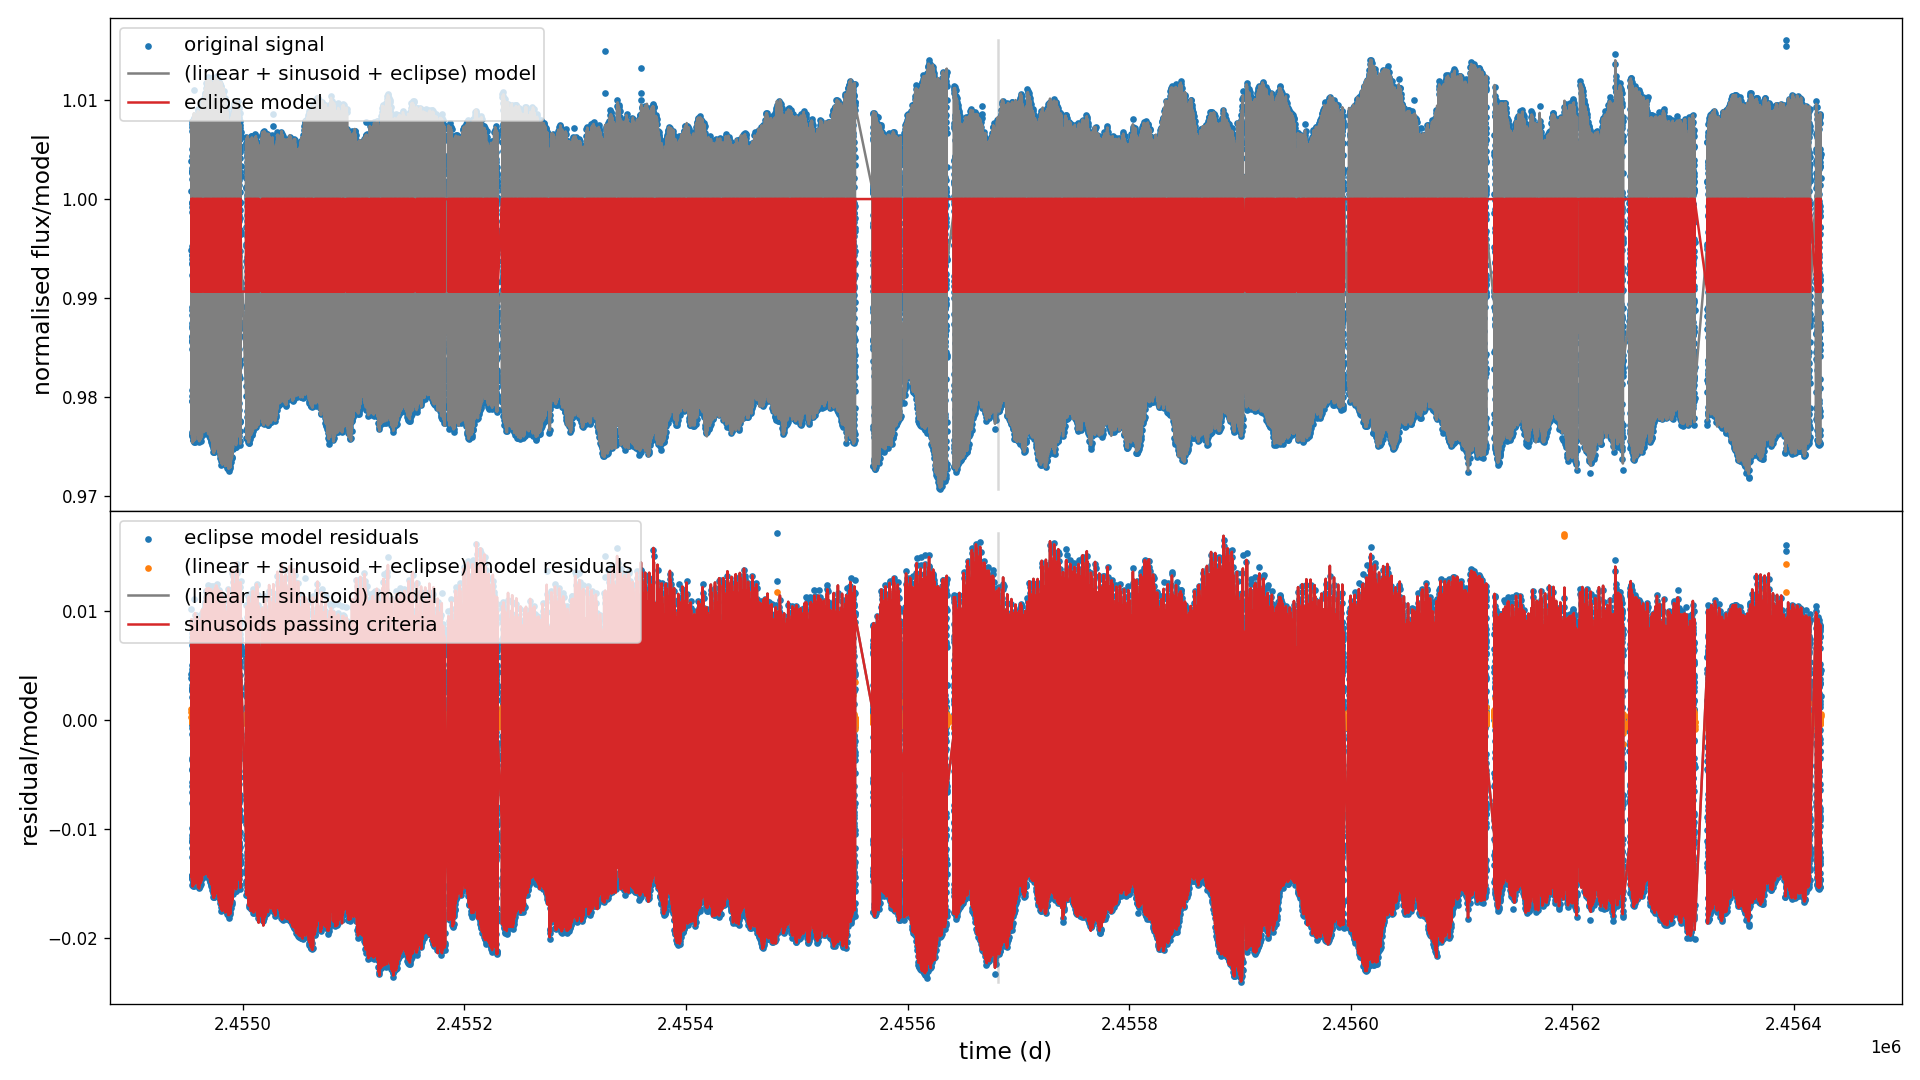 original signal
(linear + sinusoid + eclipse) model
eclipse model
normalised flux/model
1.01
1.00
0.99
0.98
0.97
eclipse model residuals
(linear + sinusoid + eclipse) model residuals
(linear + sinusoid) model
sinusoids passing criteria
residual/model
0.01
0.00
−0.01
−0.02
2.4550 2.4552 2.4554 2.4556 2.4558 2.4560 2.4562 2.4564
time (d)
1e6